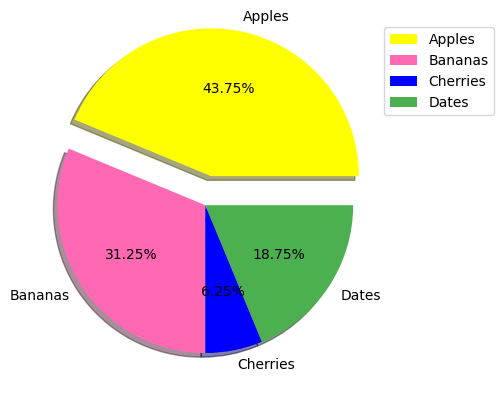 Apples
43.75%
31.25%
18.75%
6.25%
Bananas
Dates
Cherries
Apples
Bananas
Cherries
Dates